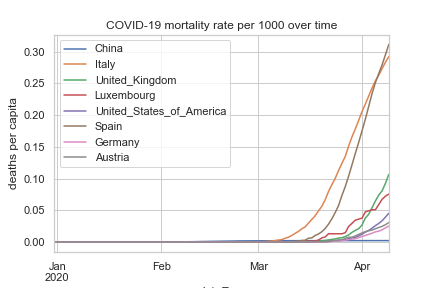 COVID-19 mortality rate per 1000 over time
deaths per capita
0.30
0.25
0.20
0.15
0.10
0.05
0.00
China
Italy
United_Kingdom
Luxembourg
United_States_of_America
Spain
Germany
Austria
Jan
2020
Feb
Mar
Apr